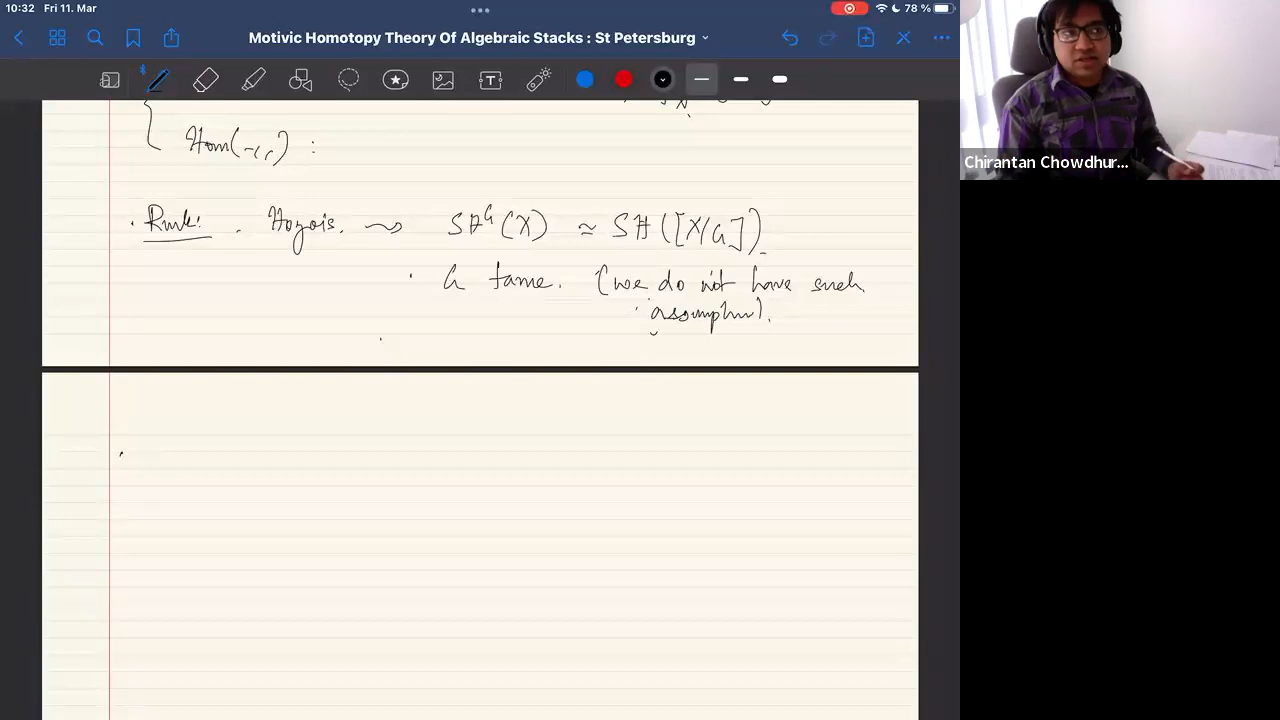 10:32 Fri 11. Mar
78 %
Motivic Homotopy Theory Of Algebraic Stacks : St Petersburg
Chirantan Chowdhur...
Hom(-,-) :
. Rmk: . Hoyois. ⇝ SH^G(X) ≈ SH([X/G])
. G tame. (we do not have such
assumption).